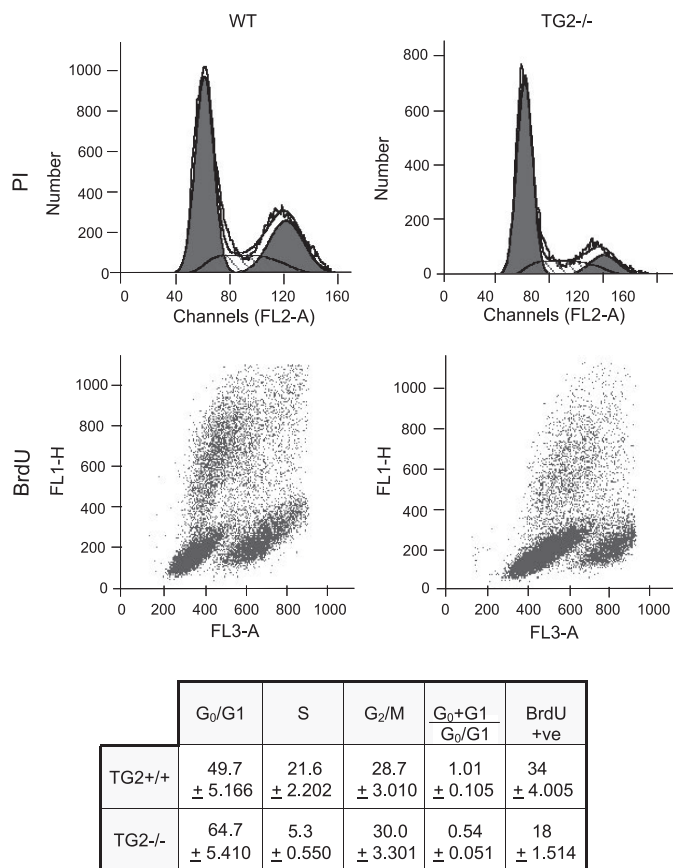 WT
TG2-/-
PI
Number
1000
800
600
400
200
0
0 40 80 120 160
Channels (FL2-A)
Number
800
600
400
200
0
0 40 80 120 160
Channels (FL2-A)
BrdU
FL1-H
1000
800
600
400
200
0
0 200 400 600 800 1000
FL3-A
FL1-H
1000
800
600
400
200
0
0 200 400 600 800 1000
FL3-A
G₀/G1 S G₂/M G₀+G1 BrdU
G₀/G1 +ve
TG2+/+ 49.7 21.6 28.7 1.01 34
± 5.166 ± 2.202 ± 3.010 ± 0.105 ± 4.005
TG2-/- 64.7 5.3 30.0 0.54 18
± 5.410 ± 0.550 ± 3.301 ± 0.051 ± 1.514